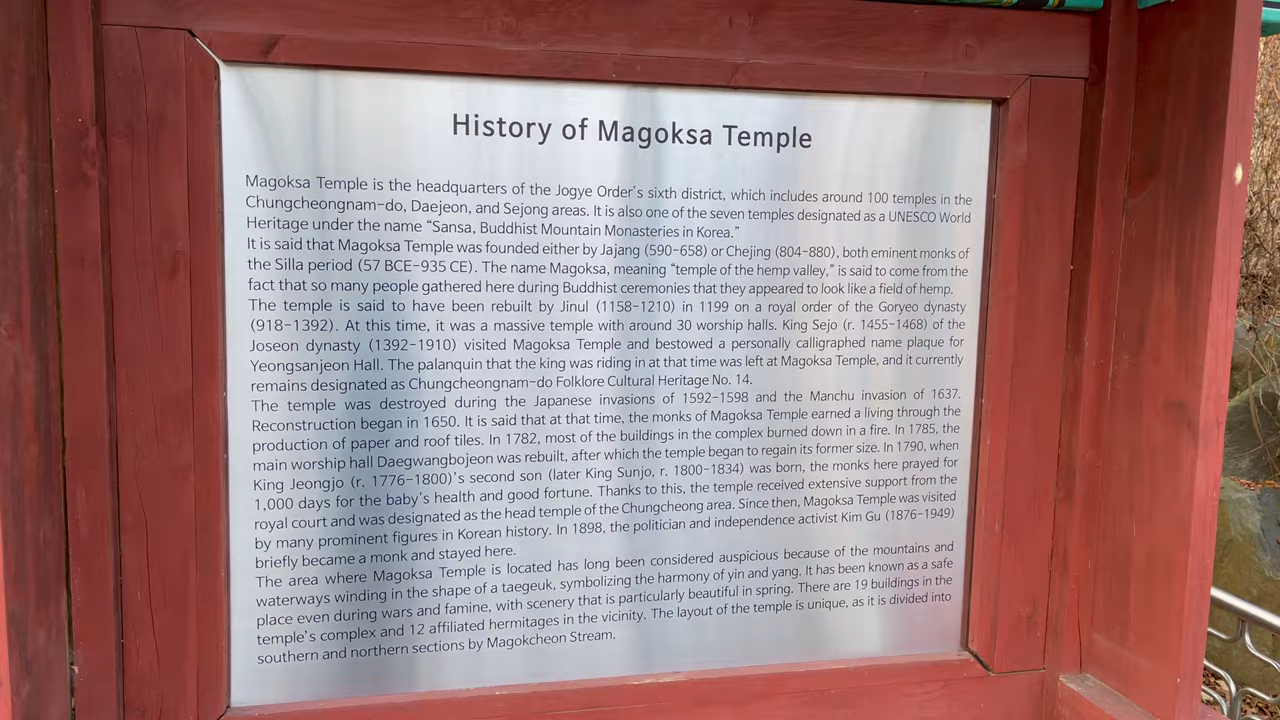 History of Magoksa Temple
Magoksa Temple is the headquarters of the Jogye Order's sixth district, which includes around 100 temples in the
Chungcheongnam-do, Daejeon, and Sejong areas. It is also one of the seven temples designated as a UNESCO World
Heritage under the name “Sansa, Buddhist Mountain Monasteries in Korea.”
It is said that Magoksa Temple was founded either by Jajang (590-658) or Chejing (804-880), both eminent monks of
the Silla period (57 BCE-935 CE). The name Magoksa, meaning “temple of the hemp valley,” is said to come from the
fact that so many people gathered here during Buddhist ceremonies that they appeared to look like a field of hemp.
The temple is said to have been rebuilt by Jinul (1158-1210) in 1199 on a royal order of the Goryeo dynasty
(918-1392). At this time, it was a massive temple with around 30 worship halls. King Sejo (r. 1455-1468) of the
Joseon dynasty (1392-1910) visited Magoksa Temple and bestowed a personally calligraphed name plaque for
Yeongsanjeon Hall. The palanquin that the king was riding in at that time was left at Magoksa Temple, and it currently
remains designated as Chungcheongnam-do Folklore Cultural Heritage No. 14.
The temple was destroyed during the Japanese invasions of 1592-1598 and the Manchu invasion of 1637.
Reconstruction began in 1650. It is said that at that time, the monks of Magoksa Temple earned a living through the
production of paper and roof tiles. In 1782, most of the buildings in the complex burned down in a fire. In 1785, the
main worship hall Daegwangbojeon was rebuilt, after which the temple began to regain its former size. In 1790, when
King Jeongjo (r. 1776-1800)'s second son (later King Sunjo, r. 1800-1834) was born, the monks here prayed for
1,000 days for the baby's health and good fortune. Thanks to this, the temple received extensive support from the
royal court and was designated as the head temple of the Chungcheong area. Since then, Magoksa Temple was visited
by many prominent figures in Korean history. In 1898, the politician and independence activist Kim Gu (1876-1949)
briefly became a monk and stayed here.
The area where Magoksa Temple is located has long been considered auspicious because of the mountains and
waterways winding in the shape of a taegeuk, symbolizing the harmony of yin and yang. It has been known as a safe
place even during wars and famine, with scenery that is particularly beautiful in spring. There are 19 buildings in the
temple's complex and 12 affiliated hermitages in the vicinity. The layout of the temple is unique, as it is divided into
southern and northern sections by Magokcheon Stream.